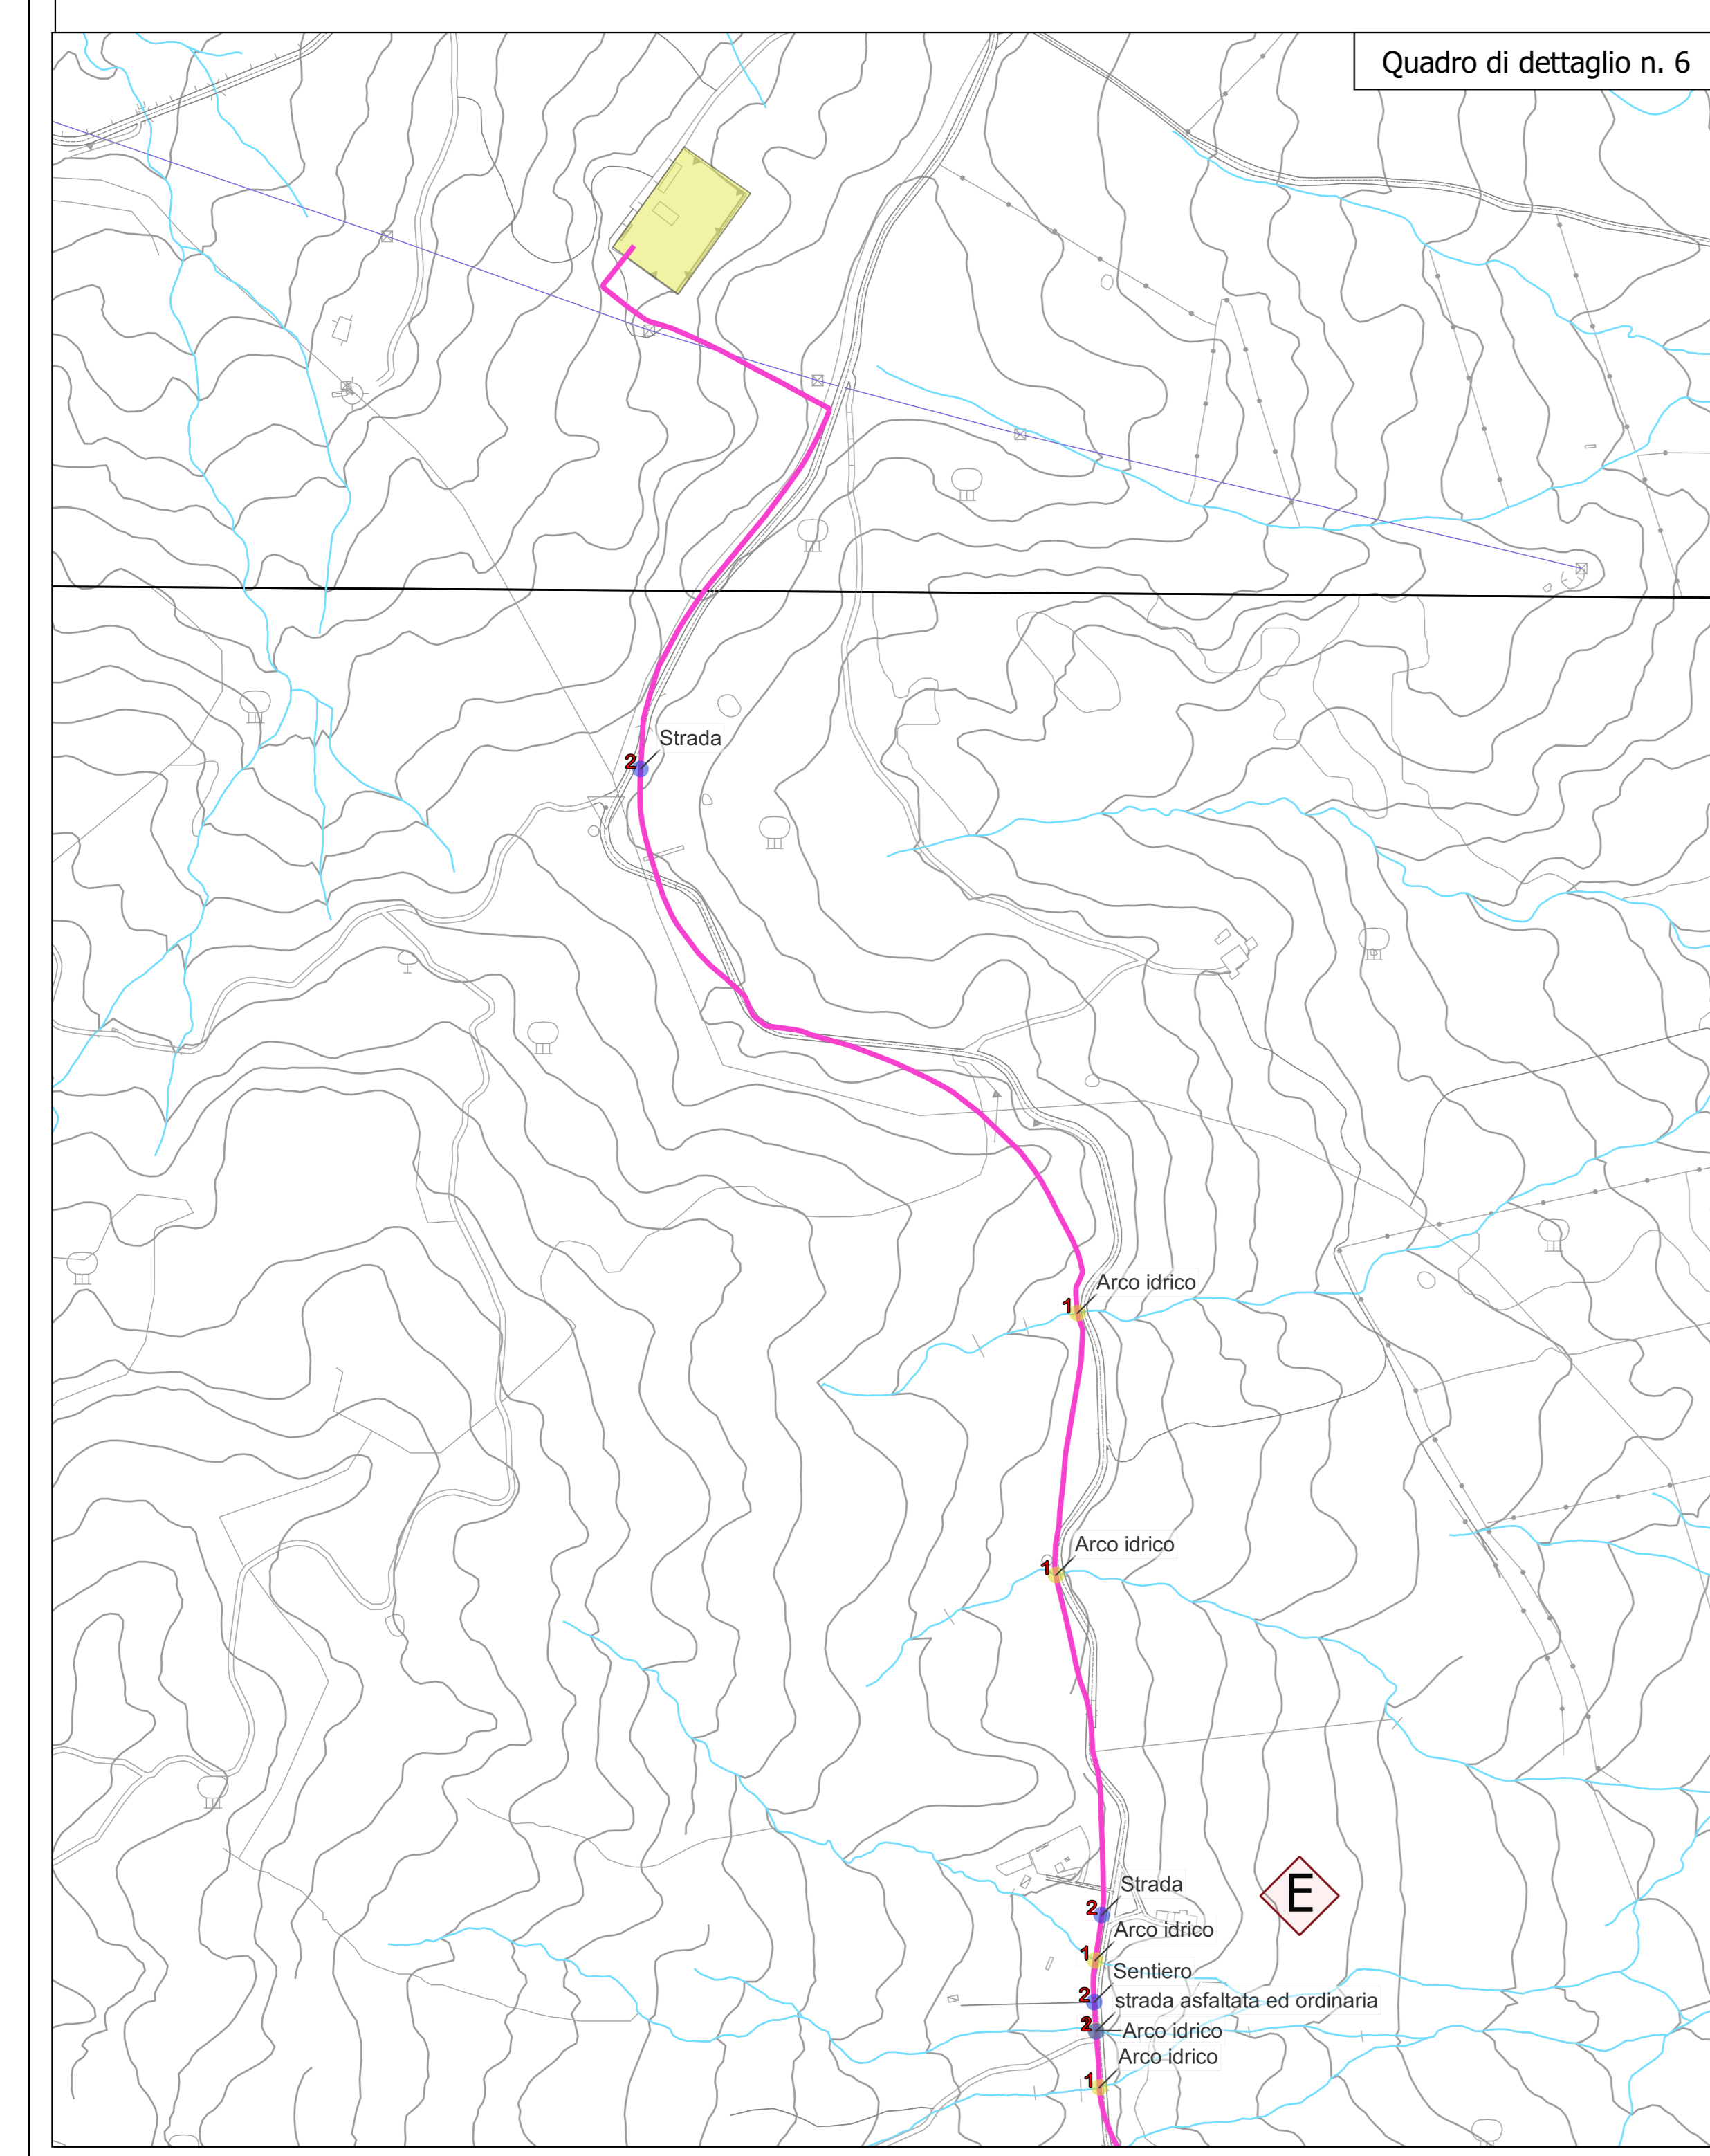 Quadro di dettaglio n. 6
Strada
2
Arco idrico
1
Arco idrico
1
Strada
2
E
Arco idrico
1
Sentiero
2
strada asfaltata ed ordinaria
2
Arco idrico
Arco idrico
1